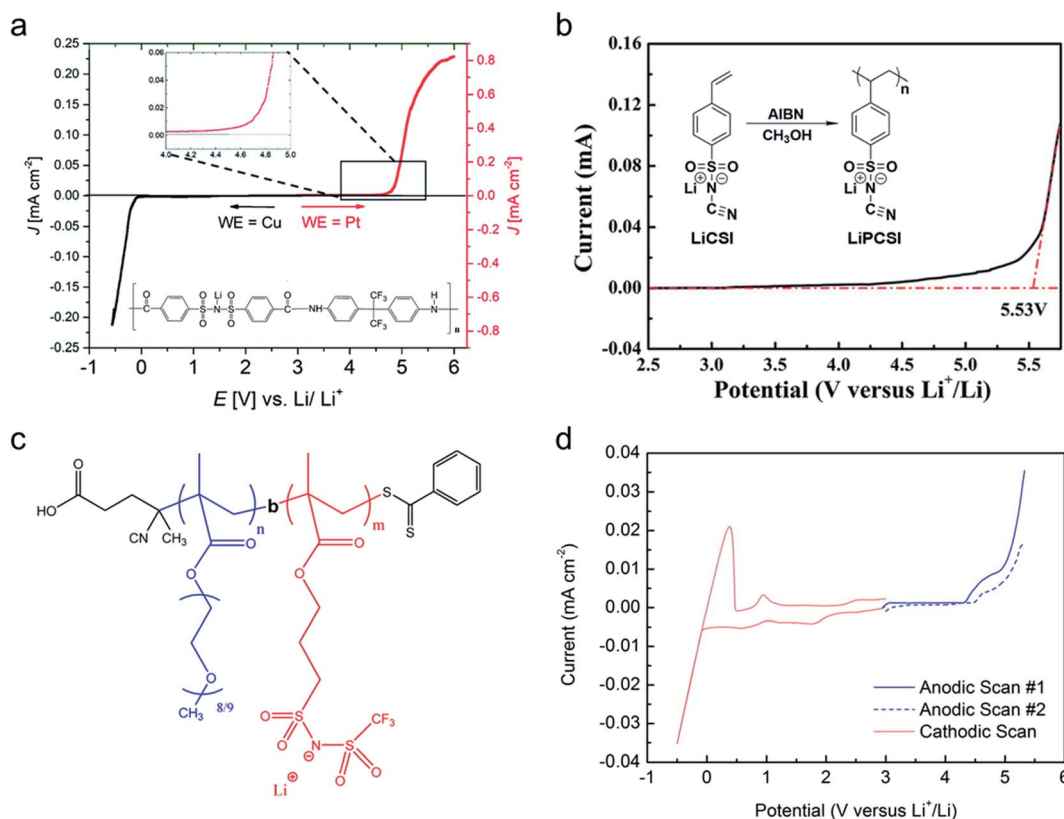 a
0.25
0.20
0.15
0.10
0.05
0.00
-0.05
-0.10
-0.15
-0.20
-0.25
J [mA cm⁻²]
0.06
0.04
0.02
0.00
4.0 4.2 4.4 4.6 4.8 5.0
0.8
0.6
0.4
0.2
0.0
-0.2
-0.4
-0.6
-0.8
J [mA cm⁻²]
WE = Cu
WE = Pt
O
C
O
S
O
Li
N
O
S
O
O
C
NH
CF₃
CF₃
H
N
n
-1 0 1 2 3 4 5 6
E [V] vs. Li/ Li⁺
b
0.16
0.12
0.08
0.04
0.00
-0.04
Current (mA)
AIBN
CH₃OH
n
O=S=O
Li⊕ N⊖
C≡N
LiCSI
O=S=O
Li⊕ N⊖
C≡N
LiPCSI
5.53V
2.5 3.0 3.5 4.0 4.5 5.0 5.5
Potential (V versus Li⁺/Li)
c
O
HO
CN
CH₃
n
b
m
S
S
O
O
O
O
O
CH₃
8/9
O
S
O
N
⊖
S
O
O
CF₃
Li⊕
d
0.04
0.03
0.02
0.01
0.00
-0.01
-0.02
-0.03
-0.04
Current (mA cm⁻²)
Anodic Scan #1
Anodic Scan #2
Cathodic Scan
-1 0 1 2 3 4 5 6
Potential (V versus Li⁺/Li)